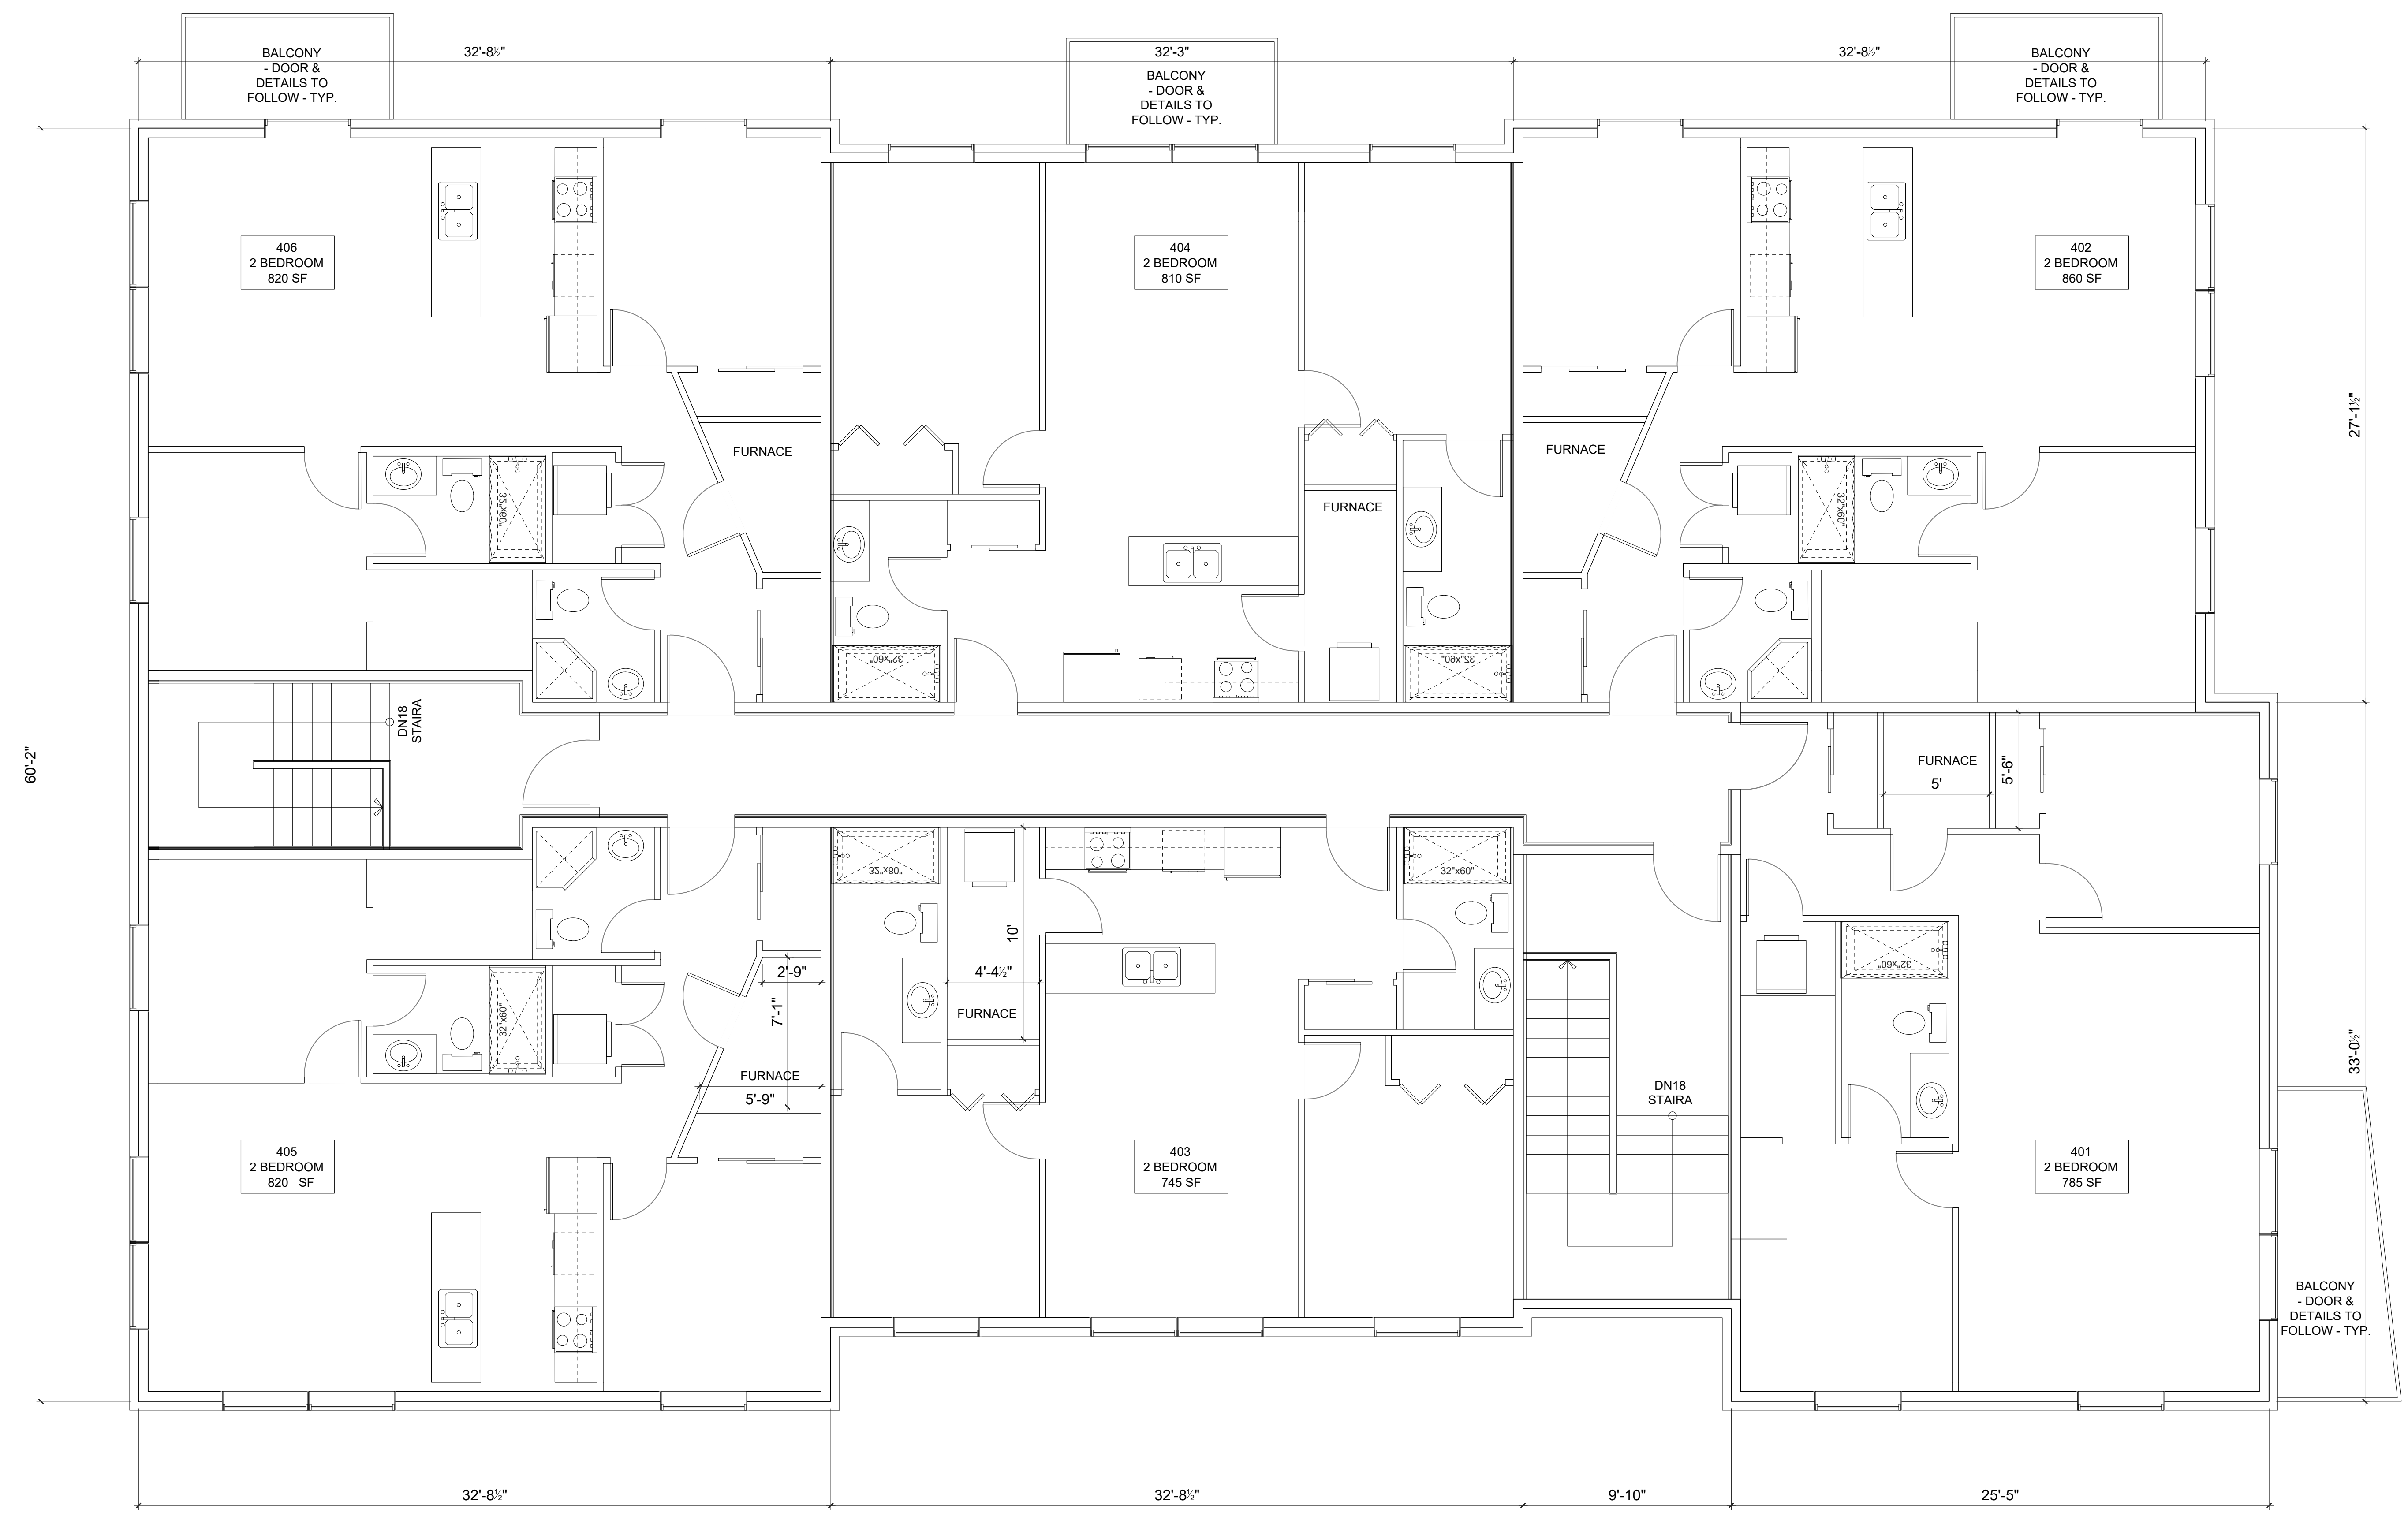 32'-8½"
32'-3"
32'-8½"
BALCONY
- DOOR &
DETAILS TO
FOLLOW - TYP.
BALCONY
- DOOR &
DETAILS TO
FOLLOW - TYP.
BALCONY
- DOOR &
DETAILS TO
FOLLOW - TYP.
406
2 BEDROOM
820 SF
404
2 BEDROOM
810 SF
402
2 BEDROOM
860 SF
27'-1½"
FURNACE
FURNACE
FURNACE
32"x60"
32"x60"
32"x60"
32"x60"
DN18
STAIRA
60'-2"
FURNACE
5'
5'-6"
32"x60"
32"x60"
10'
2'-9"
4'-4½"
32"x60"
7'-1"
32"x60"
FURNACE
FURNACE
5'-9"
DN18
STAIRA
33'-0½"
405
2 BEDROOM
820 SF
403
2 BEDROOM
745 SF
401
2 BEDROOM
785 SF
BALCONY
- DOOR &
DETAILS TO
FOLLOW - TYP.
32'-8½"
32'-8½"
9'-10"
25'-5"